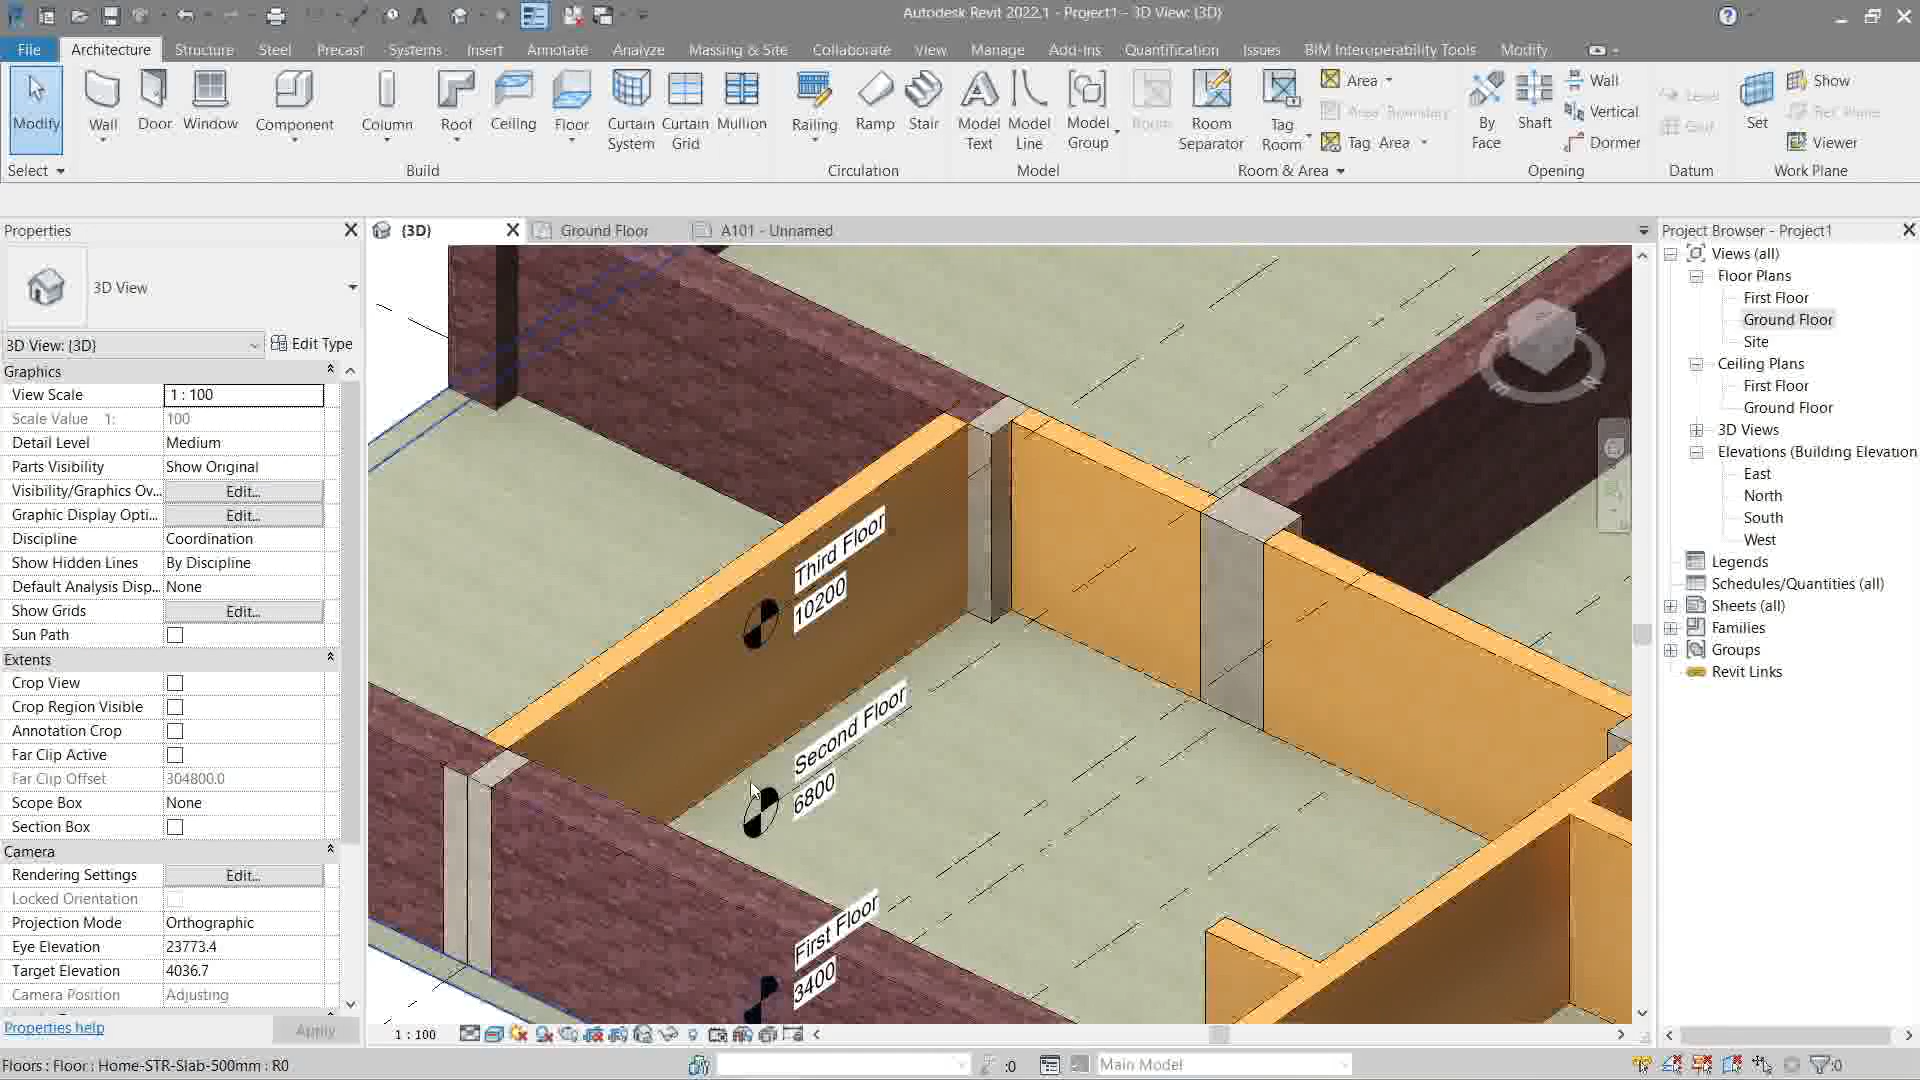 Autodesk Revit 2022.1 - Project1 - 3D View: {3D}
File Architecture Structure Steel Precast Systems Insert Annotate Analyze Massing & Site Collaborate View Manage Add-Ins Quantification Issues BIM Interoperability Tools Modify
Modify Wall Door Window Component Column Roof Ceiling Floor Curtain System Curtain Grid Mullion Railing Ramp Stair Model Text Model Line Model Group Room Room Separator Tag Room Area Area Boundary Tag Area By Face Shaft Wall Vertical Dormer Level Grid Set Show Ref Plane Viewer
Select Build Circulation Model Room & Area Opening Datum Work Plane
Properties
{3D} Ground Floor A101 - Unnamed
Project Browser - Project1
3D View
3D View: {3D}
Edit Type
Graphics
View Scale 1 : 100
Scale Value 1: 100
Detail Level Medium
Parts Visibility Show Original
Visibility/Graphics Ov... Edit...
Graphic Display Opti... Edit...
Discipline Coordination
Show Hidden Lines By Discipline
Default Analysis Disp... None
Show Grids Edit...
Sun Path
Extents
Crop View
Crop Region Visible
Annotation Crop
Far Clip Active
Far Clip Offset 304800.0
Scope Box None
Section Box
Camera
Rendering Settings Edit...
Locked Orientation
Projection Mode Orthographic
Eye Elevation 23773.4
Target Elevation 4036.7
Camera Position Adjusting
Properties help
Apply
Third Floor
10200
Second Floor
6800
First Floor
3400
Views (all)
Floor Plans
First Floor
Ground Floor
Site
Ceiling Plans
First Floor
Ground Floor
3D Views
Elevations (Building Elevation
East
North
South
West
Legends
Schedules/Quantities (all)
Sheets (all)
Families
Groups
Revit Links
1 : 100
Floors : Floor : Home-STR-Slab-500mm : R0
:0
Main Model
:0